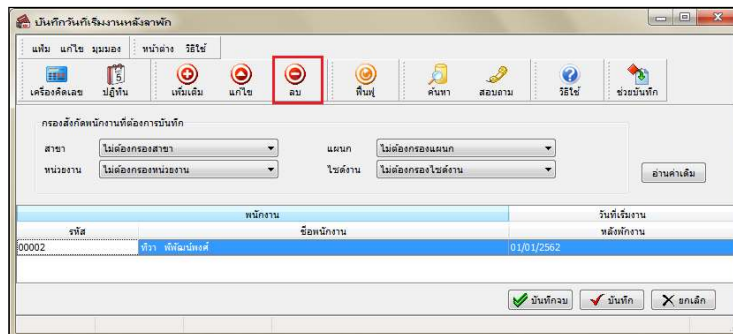 บันทึกวันที่เริ่มงานหลังลาพัก
แฟ้ม แก้ไข มุมมอง หน้าต่าง วิธีใช้
เครื่องคิดเลข ปฏิทิน เพิ่มเติม แก้ไข ลบ ฟื้นฟู ค้นหา สอบถาม วิธีใช้ ช่วยบันทึก
กรองสังกัดพนักงานที่ต้องการบันทึก
สาขา ไม่ต้องกรองสาขา แผนก ไม่ต้องกรองแผนก
หน่วยงาน ไม่ต้องกรองหน่วยงาน ไซด์งาน ไม่ต้องกรองไซด์งาน
อ่านค่าเดิม
พนักงาน วันที่เริ่มงาน
รหัส ชื่อพนักงาน หลังพักงาน
00002 ทิวา พิพัฒน์พงศ์ 01/01/2562
บันทึกจบ บันทึก ยกเลิก